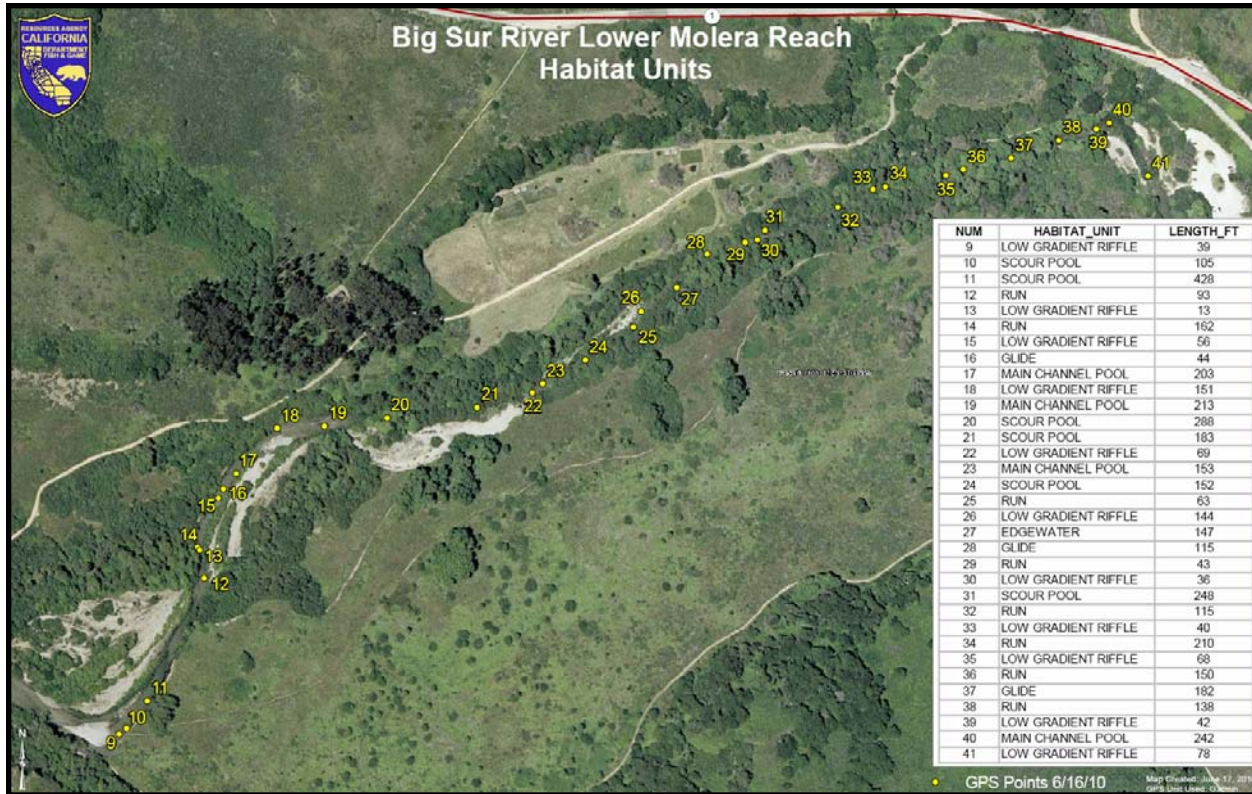 RESOURCES AGENCY
CALIFORNIA
DEPARTMENT
FISH & GAME
1
Big Sur River Lower Molera Reach
Habitat Units
40
38
39
37
36
41
33
34
35
32
31
28
29
30
27
26
25
24
23
21
22
20
19
18
17
16
15
14
13
12
11
10
9
N
NUM HABITAT_UNIT LENGTH_FT
9 LOW GRADIENT RIFFLE 39
10 SCOUR POOL 105
11 SCOUR POOL 428
12 RUN 93
13 LOW GRADIENT RIFFLE 13
14 RUN 162
15 LOW GRADIENT RIFFLE 56
16 GLIDE 44
17 MAIN CHANNEL POOL 203
18 LOW GRADIENT RIFFLE 151
19 MAIN CHANNEL POOL 213
20 SCOUR POOL 288
21 SCOUR POOL 183
22 LOW GRADIENT RIFFLE 69
23 MAIN CHANNEL POOL 153
24 SCOUR POOL 152
25 RUN 63
26 LOW GRADIENT RIFFLE 144
27 EDGEWATER 147
28 GLIDE 115
29 RUN 43
30 LOW GRADIENT RIFFLE 36
31 SCOUR POOL 248
32 RUN 115
33 LOW GRADIENT RIFFLE 40
34 RUN 210
35 LOW GRADIENT RIFFLE 68
36 RUN 150
37 GLIDE 182
38 RUN 138
39 LOW GRADIENT RIFFLE 42
40 MAIN CHANNEL POOL 242
41 LOW GRADIENT RIFFLE 78
GPS Points 6/16/10
Map Created: June 17, 201
GPS Unit Used: Garmin